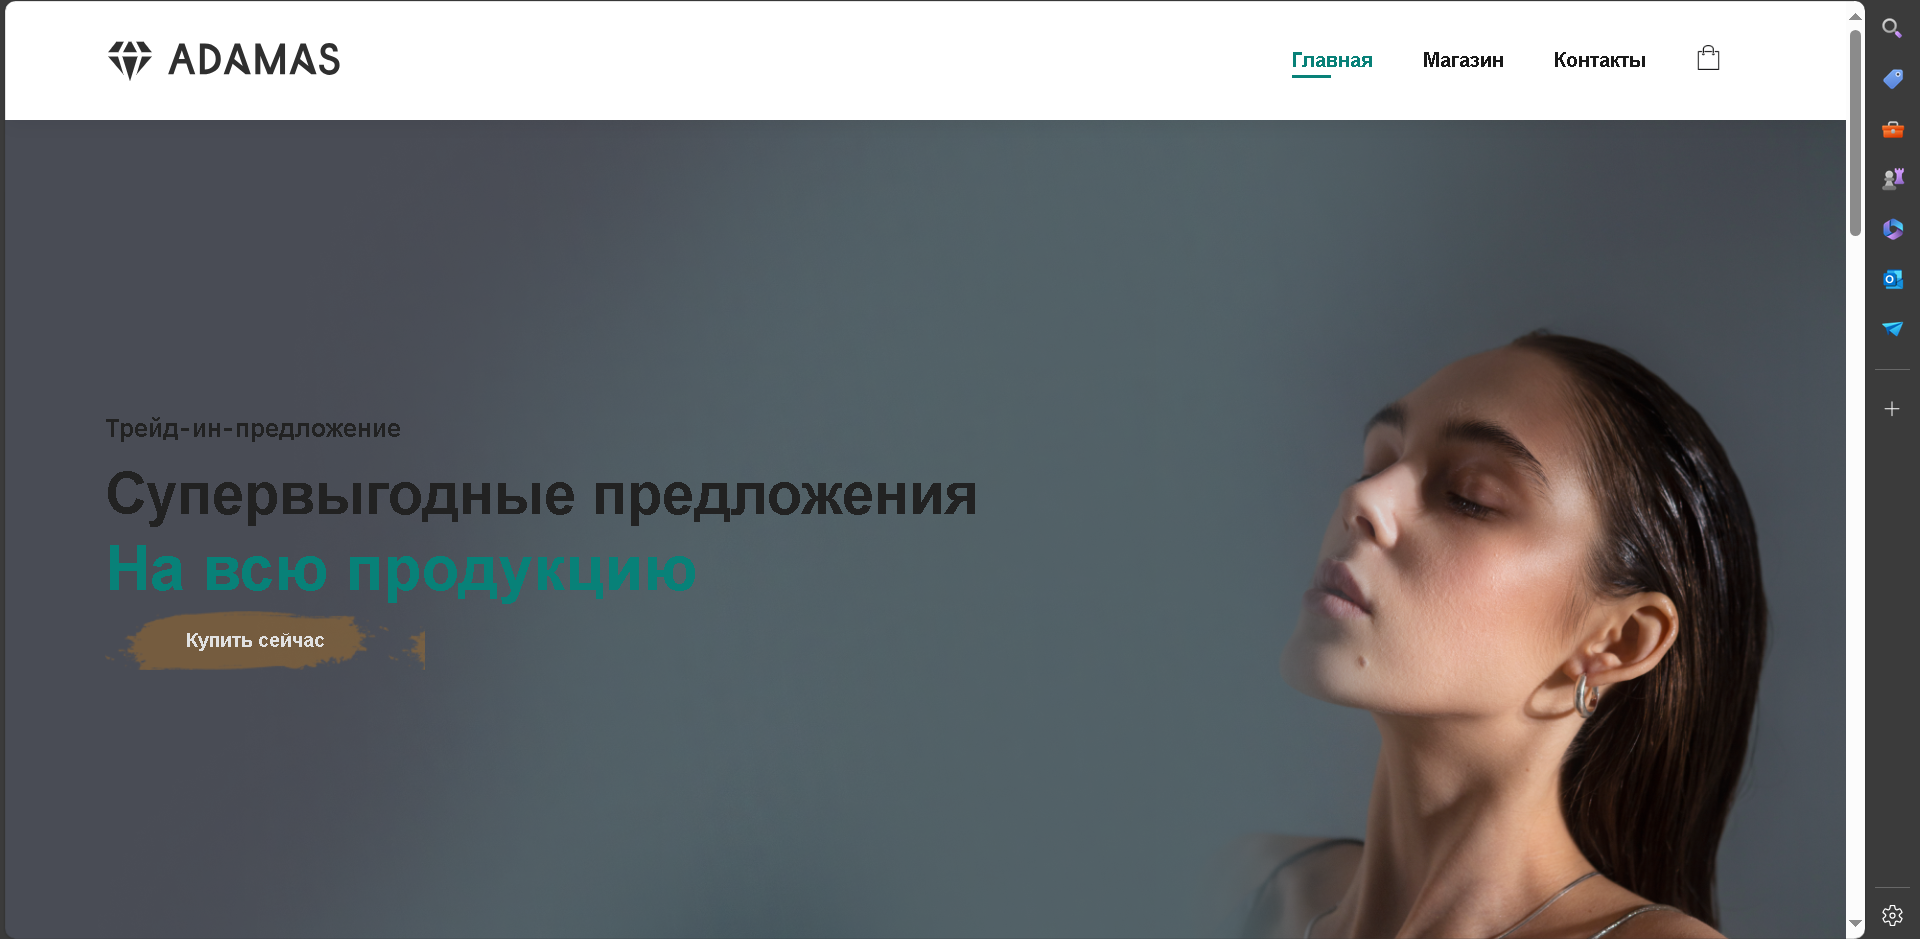 ADAMAS
Главная Магазин Контакты
Трейд-ин-предложение
Супервыгодные предложения
На всю продукцию
Купить сейчас